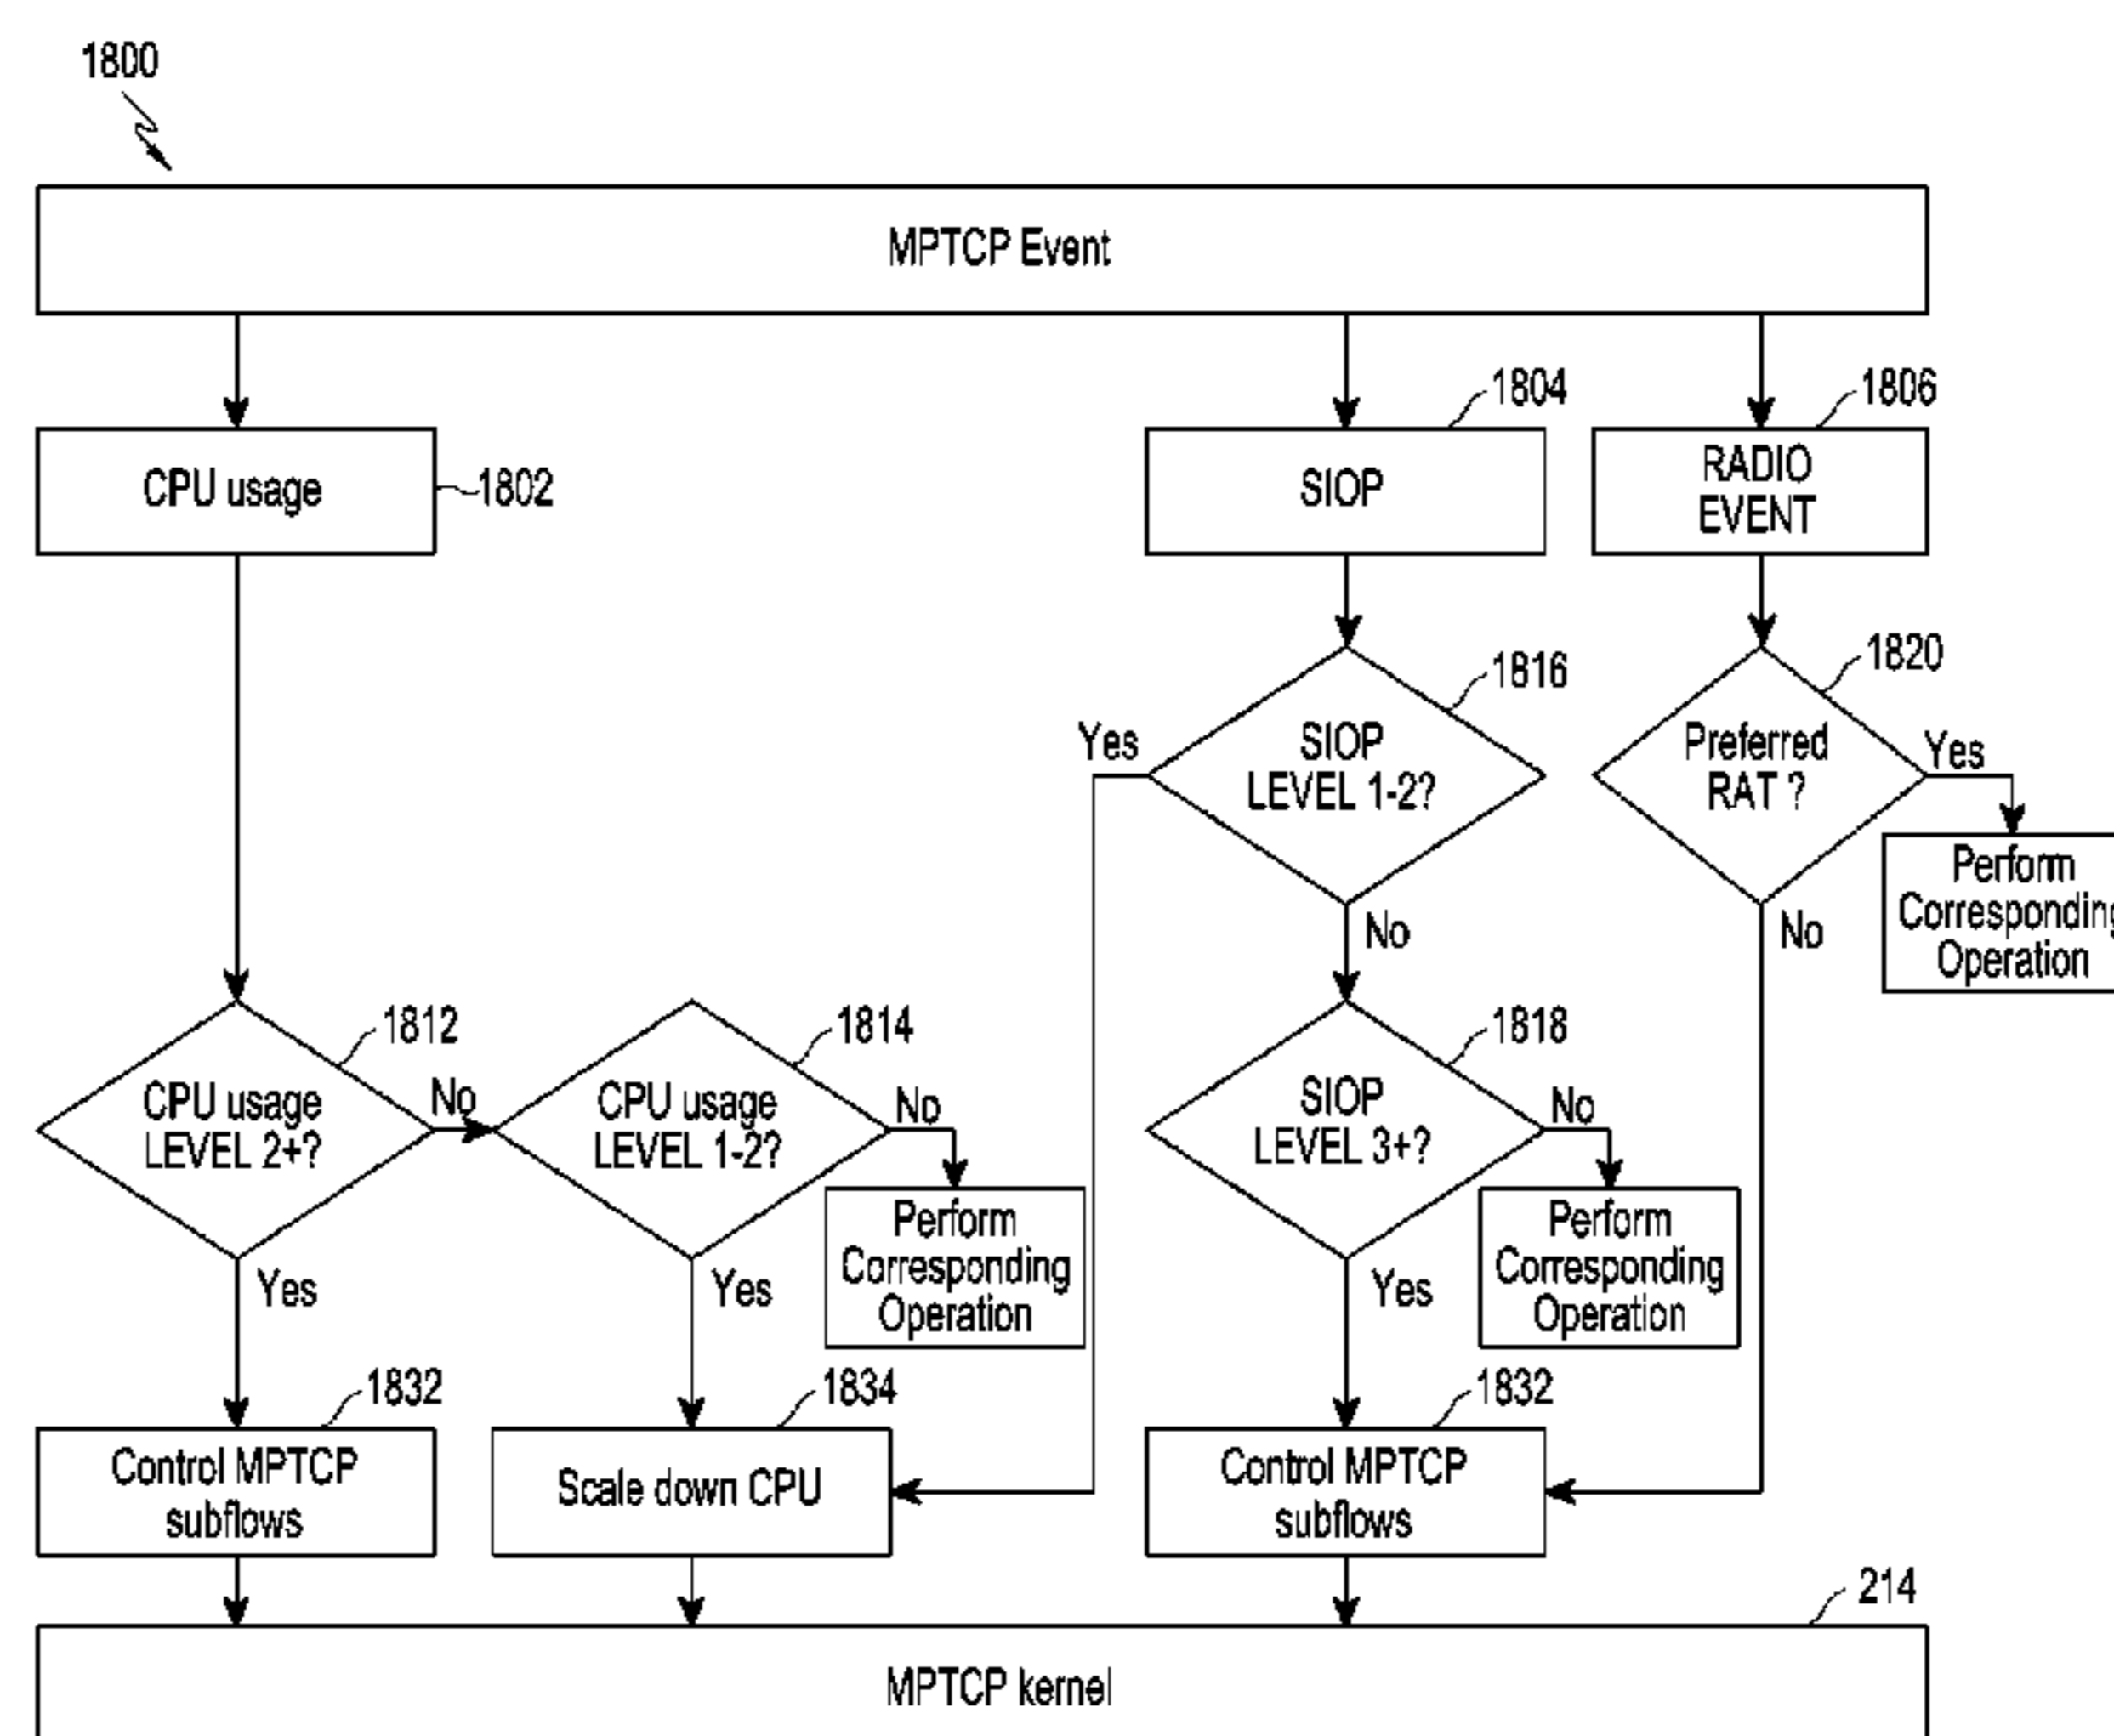 1800
MPTCP Event
CPU usage
1802
SIOP
1804
RADIO
EVENT
1806
SIOP
LEVEL 1-2?
1816
Yes
No
Preferred
RAT ?
1820
Yes
No
Perform
Corresponding
Operation
CPU usage
LEVEL 2+?
1812
No
Yes
CPU usage
LEVEL 1-2?
1814
No
Yes
Perform
Corresponding
Operation
SIOP
LEVEL 3+?
1818
No
Yes
Perform
Corresponding
Operation
Control MPTCP
subflows
1832
Scale down CPU
1834
Control MPTCP
subflows
1832
214
MPTCP kernel